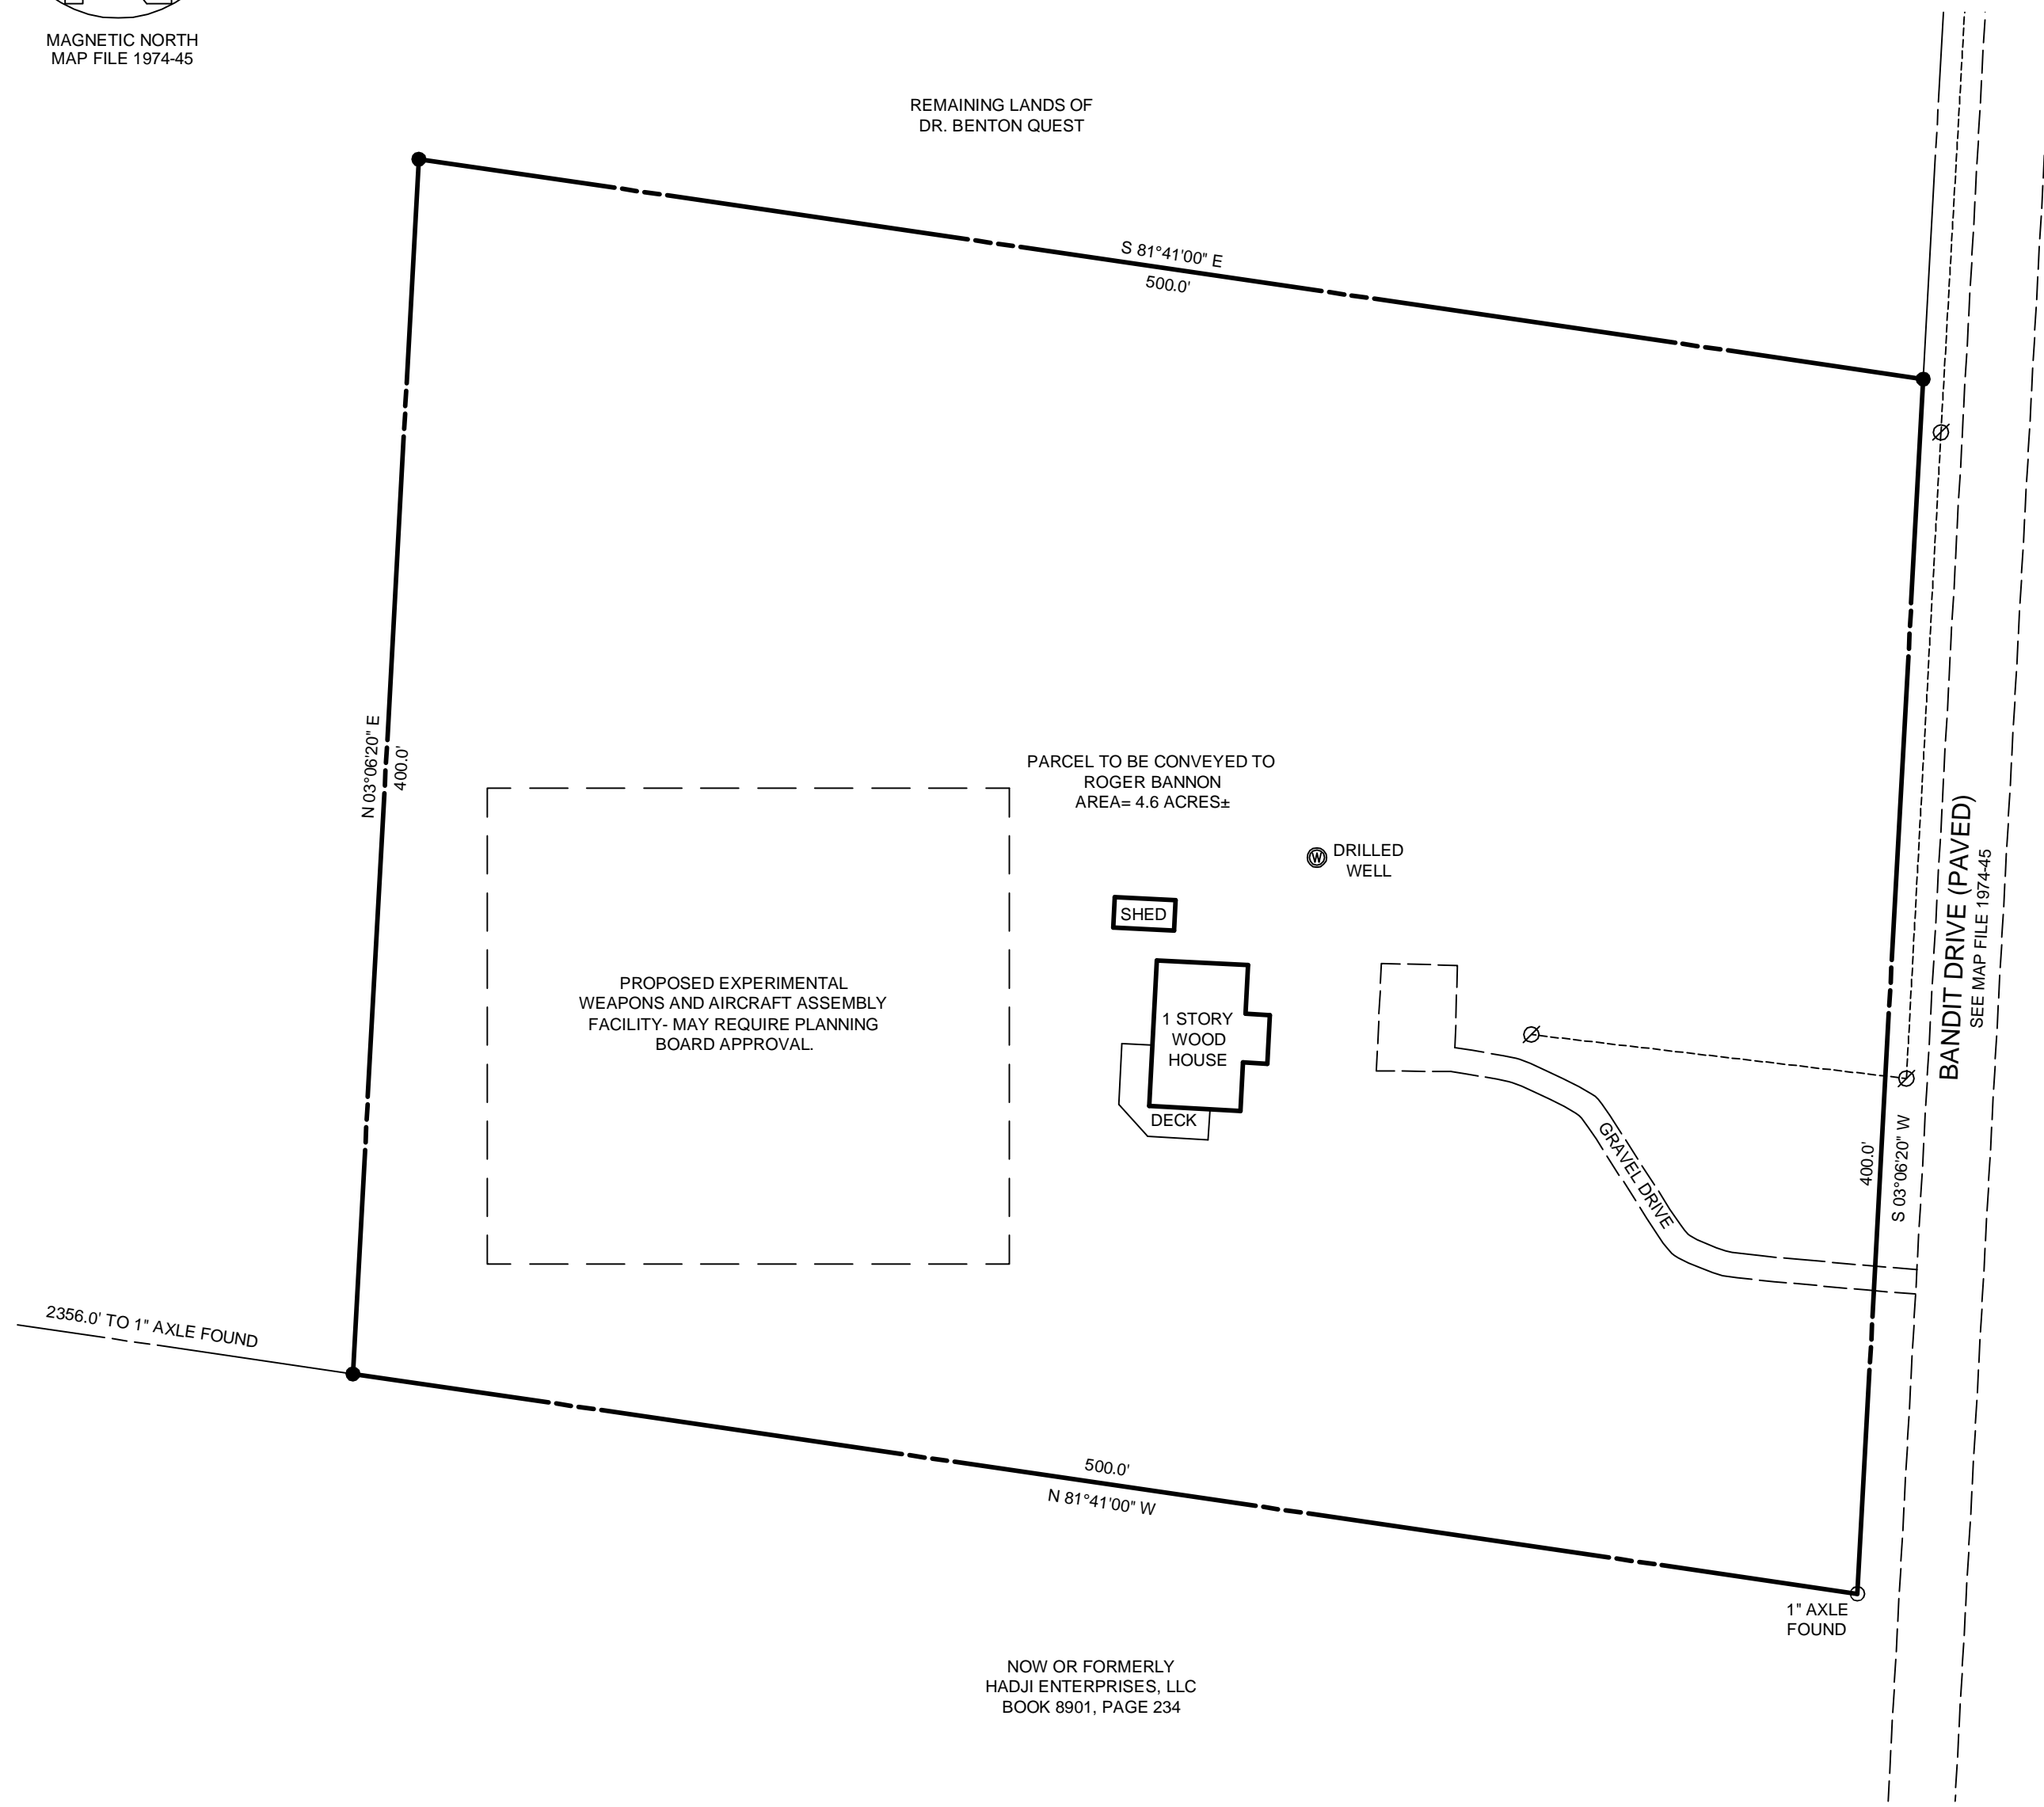 MAGNETIC NORTH
MAP FILE 1974-45
REMAINING LANDS OF
DR. BENTON QUEST
S 81°41'00" E
500.0'
N 03°06'20" E
400.0'
PARCEL TO BE CONVEYED TO
ROGER BANNON
AREA= 4.6 ACRES±
W
DRILLED
WELL
SHED
PROPOSED EXPERIMENTAL
WEAPONS AND AIRCRAFT ASSEMBLY
FACILITY- MAY REQUIRE PLANNING
BOARD APPROVAL.
1 STORY
WOOD
HOUSE
DECK
GRAVEL DRIVE
BANDIT DRIVE (PAVED)
SEE MAP FILE 1974-45
400.0'
S 03°06'20" W
2356.0' TO 1" AXLE FOUND
500.0'
N 81°41'00" W
1" AXLE
FOUND
NOW OR FORMERLY
HADJI ENTERPRISES, LLC
BOOK 8901, PAGE 234